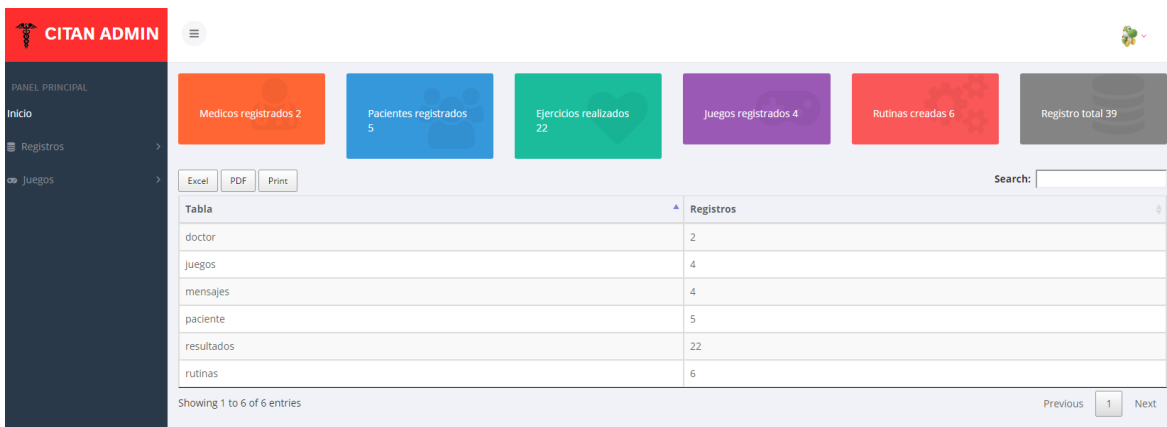 CITAN ADMIN
PANEL PRINCIPAL
Inicio
Registros
Juegos
Medicos registrados 2
Pacientes registrados
5
Ejercicios realizados
22
Juegos registrados 4
Rutinas creadas 6
Registro total 39
Excel PDF Print
Search:
Tabla Registros
doctor 2
juegos 4
mensajes 4
paciente 5
resultados 22
rutinas 6
Showing 1 to 6 of 6 entries
Previous 1 Next